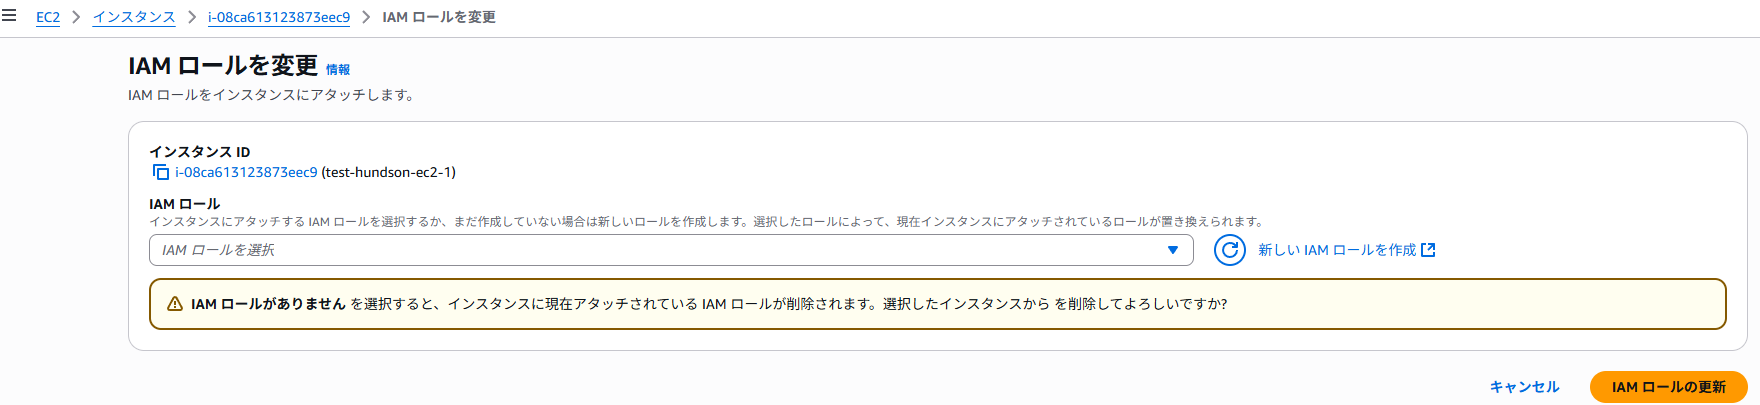 EC2 > インスタンス > i-08ca613123873eec9 > IAM ロールを変更
IAM ロールを変更 情報
IAM ロールをインスタンスにアタッチします。
インスタンス ID
i-08ca613123873eec9 (test-hundson-ec2-1)
IAM ロール
インスタンスにアタッチする IAM ロールを選択するか、まだ作成していない場合は新しいロールを作成します。選択したロールによって、現在インスタンスにアタッチされているロールが置き換えられます。
IAM ロールを選択
新しい IAM ロールを作成
IAM ロールがありません を選択すると、インスタンスに現在アタッチされている IAM ロールが削除されます。選択したインスタンスから を削除してよろしいですか?
キャンセル
IAM ロールの更新